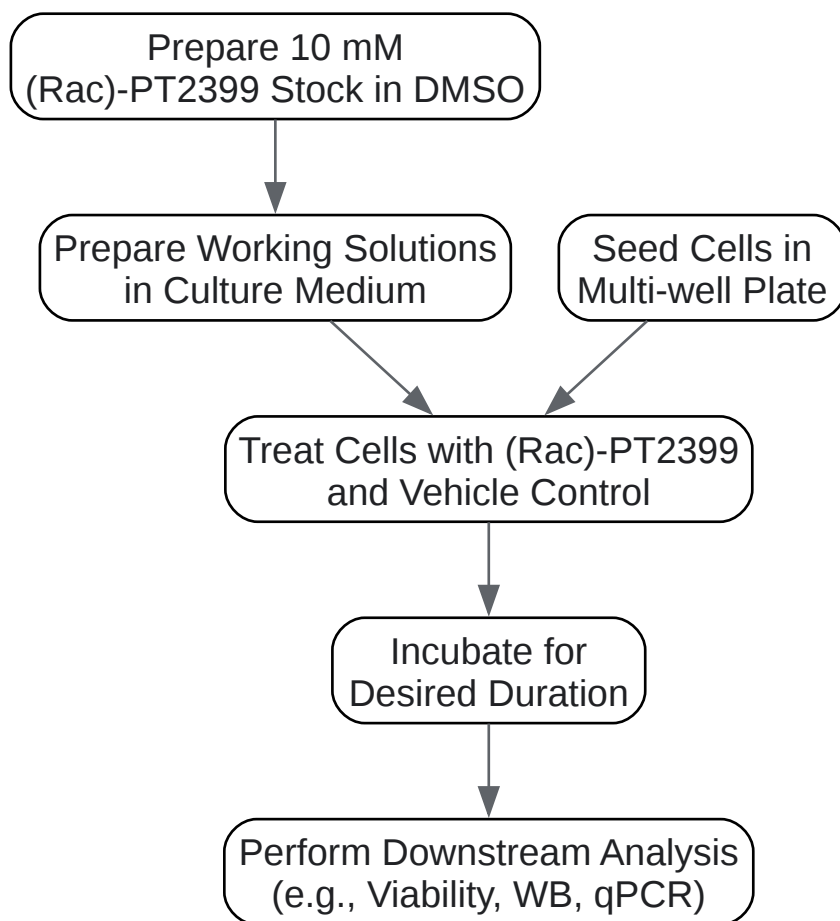 Prepare 10 mM
(Rac)-PT2399 Stock in DMSO
Prepare Working Solutions
in Culture Medium
Seed Cells in
Multi-well Plate
Treat Cells with (Rac)-PT2399
and Vehicle Control
Incubate for
Desired Duration
Perform Downstream Analysis
(e.g., Viability, WB, qPCR)